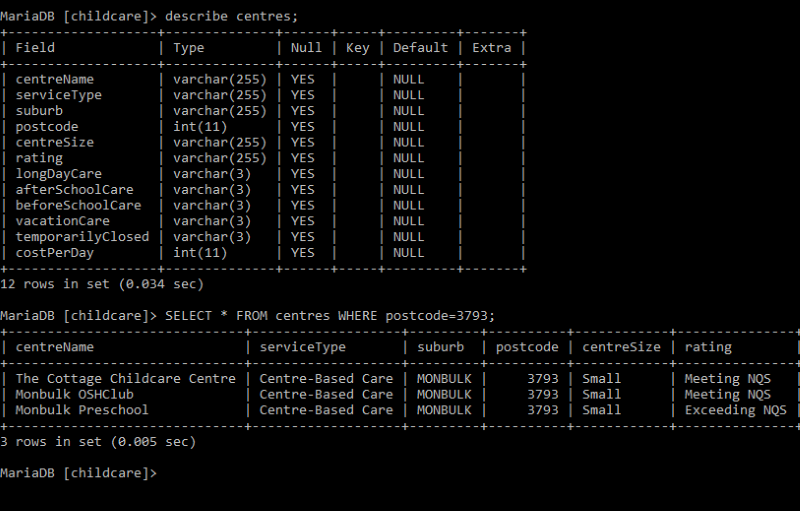 MariaDB [childcare]> describe centres;
+-------------------+--------------+------+-----+---------+-------+
| Field             | Type         | Null | Key | Default | Extra |
+-------------------+--------------+------+-----+---------+-------+
| centreName        | varchar(255) | YES  |     | NULL    |       |
| serviceType       | varchar(255) | YES  |     | NULL    |       |
| suburb            | varchar(255) | YES  |     | NULL    |       |
| postcode          | int(11)      | YES  |     | NULL    |       |
| centreSize        | varchar(255) | YES  |     | NULL    |       |
| rating            | varchar(255) | YES  |     | NULL    |       |
| longDayCare       | varchar(3)   | YES  |     | NULL    |       |
| afterSchoolCare   | varchar(3)   | YES  |     | NULL    |       |
| beforeSchoolCare  | varchar(3)   | YES  |     | NULL    |       |
| vacationCare      | varchar(3)   | YES  |     | NULL    |       |
| temporarilyClosed | varchar(3)   | YES  |     | NULL    |       |
| costPerDay        | int(11)      | YES  |     | NULL    |       |
+-------------------+--------------+------+-----+---------+-------+
12 rows in set (0.034 sec)
MariaDB [childcare]> SELECT * FROM centres WHERE postcode=3793;
+------------------------------+-------------------+---------+----------+------------+---------------+
| centreName                   | serviceType       | suburb  | postcode | centreSize | rating        |
+------------------------------+-------------------+---------+----------+------------+---------------+
| The Cottage Childcare Centre | Centre-Based Care | MONBULK |     3793 | Small      | Meeting NQS   |
| Monbulk OSHClub              | Centre-Based Care | MONBULK |     3793 | Small      | Meeting NQS   |
| Monbulk Preschool            | Centre-Based Care | MONBULK |     3793 | Small      | Exceeding NQS |
+------------------------------+-------------------+---------+----------+------------+---------------+
3 rows in set (0.005 sec)
MariaDB [childcare]>